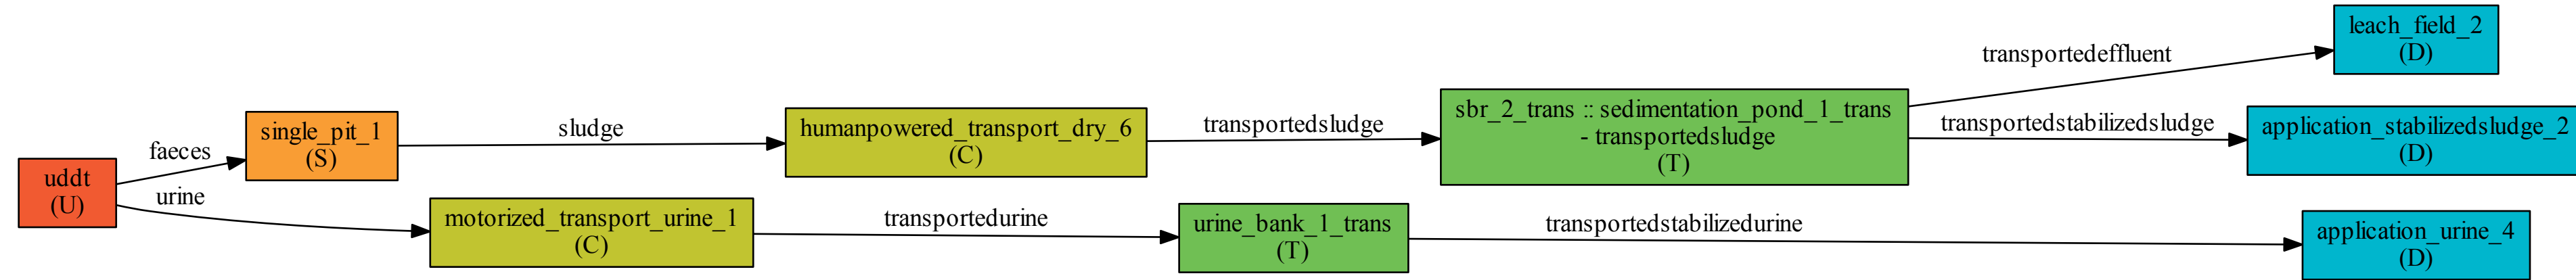 uddt
(U)
faeces
urine
single_pit_1
(S)
sludge
humanpowered_transport_dry_6
(C)
transportedsludge
sbr_2_trans :: sedimentation_pond_1_trans
- transportedsludge
(T)
transportedeffluent
leach_field_2
(D)
transportedstabilizedsludge
application_stabilizedsludge_2
(D)
motorized_transport_urine_1
(C)
transportedurine
urine_bank_1_trans
(T)
transportedstabilizedurine
application_urine_4
(D)